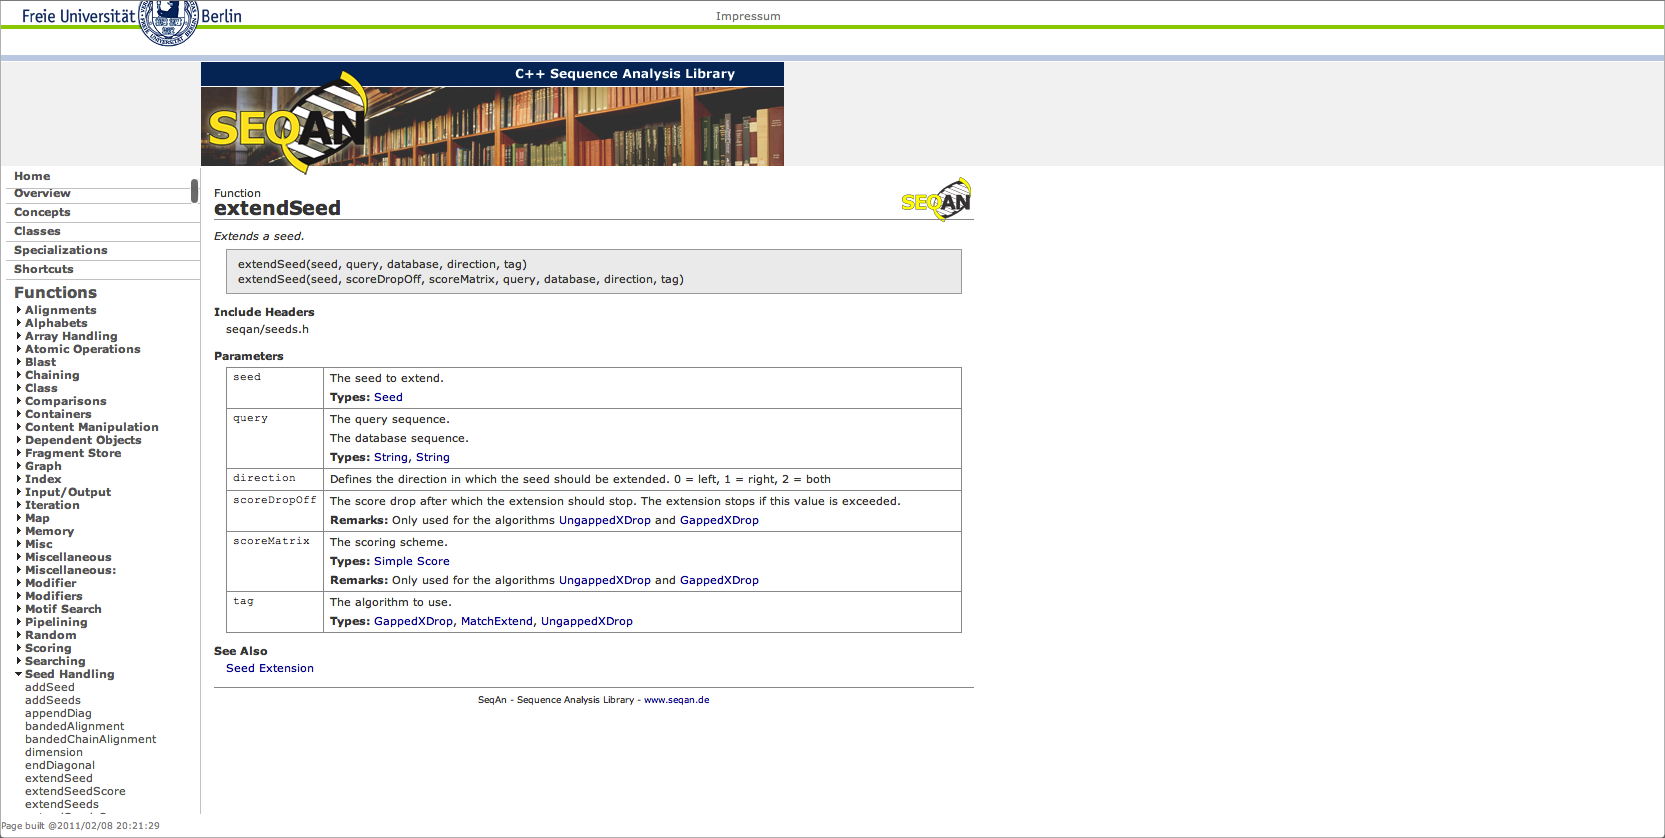 Freie Universität Berlin
Impressum
C++ Sequence Analysis Library
SEQAN
Home
Overview
Concepts
Classes
Specializations
Shortcuts
Functions
Alignments
Alphabets
Array Handling
Atomic Operations
Blast
Chaining
Class
Comparisons
Containers
Content Manipulation
Dependent Objects
Fragment Store
Graph
Index
Input/Output
Iteration
Map
Memory
Misc
Miscellaneous
Miscellaneous:
Modifier
Modifiers
Motif Search
Pipelining
Random
Scoring
Searching
Seed Handling
addSeed
addSeeds
appendDiag
bandedAlignment
bandedChainAlignment
dimension
endDiagonal
extendSeed
extendSeedScore
extendSeeds
Page built @2011/02/08 20:21:29
Function
extendSeed
SEQAN
Extends a seed.
extendSeed(seed, query, database, direction, tag)
extendSeed(seed, scoreDropOff, scoreMatrix, query, database, direction, tag)
Include Headers
seqan/seeds.h
Parameters
seed
The seed to extend.
Types: Seed
query
The query sequence.
The database sequence.
Types: String, String
direction
Defines the direction in which the seed should be extended. 0 = left, 1 = right, 2 = both
scoreDropOff
The score drop after which the extension should stop. The extension stops if this value is exceeded.
Remarks: Only used for the algorithms UngappedXDrop and GappedXDrop
scoreMatrix
The scoring scheme.
Types: Simple Score
Remarks: Only used for the algorithms UngappedXDrop and GappedXDrop
tag
The algorithm to use.
Types: GappedXDrop, MatchExtend, UngappedXDrop
See Also
Seed Extension
SeqAn - Sequence Analysis Library - www.seqan.de